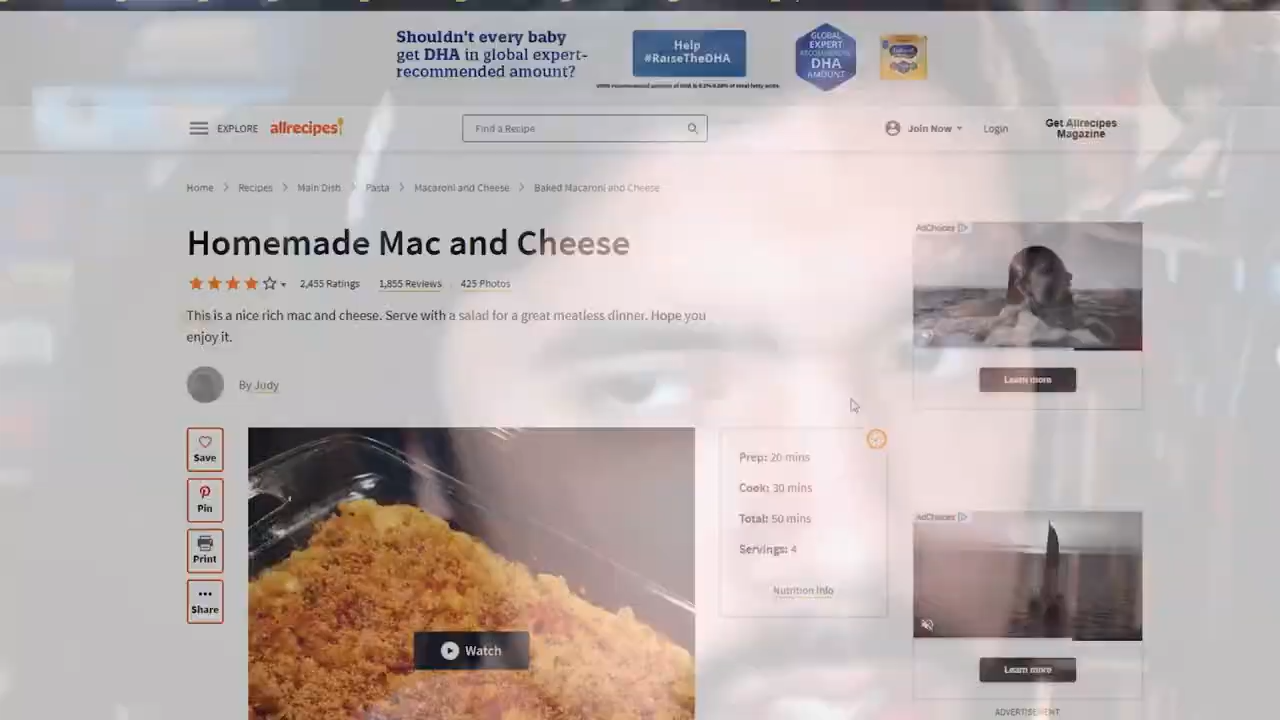 Shouldn't every baby
get DHA in global expert-
recommended amount?
Help
#RaiseTheDHA
GLOBAL
EXPERT
RECOMMENDED
DHA
AMOUNT
EXPLORE allrecipes
Find a Recipe
Join Now
Login
Get Allrecipes
Magazine
Home > Recipes > Main Dish > Pasta > Macaroni and Cheese > Baked Macaroni and Cheese
Homemade Mac and Cheese
2,455 Ratings 1,855 Reviews 425 Photos
This is a nice rich mac and cheese. Serve with a salad for a great meatless dinner. Hope you
enjoy it.
By Judy
AdChoices
Learn more
Save
Pin
Print
Share
Watch
Prep: 20 mins
Cook: 30 mins
Total: 50 mins
Servings: 4
Nutrition Info
AdChoices
Learn more
ADVERTISEMENT